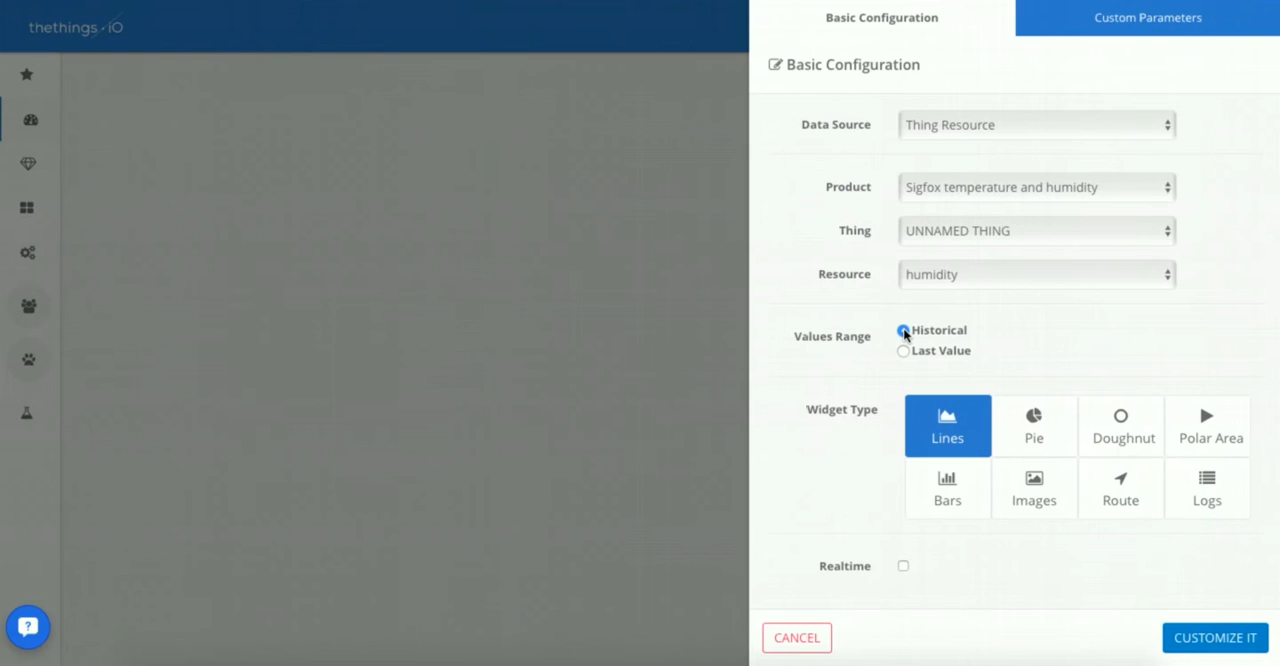 thethings.iO
Basic Configuration
Custom Parameters
Basic Configuration
Data Source
Thing Resource
Product
Sigfox temperature and humidity
Thing
UNNAMED THING
Resource
humidity
Values Range
Historical
Last Value
Widget Type
Lines
Pie
Doughnut
Polar Area
Bars
Images
Route
Logs
Realtime
?
CANCEL
CUSTOMIZE IT